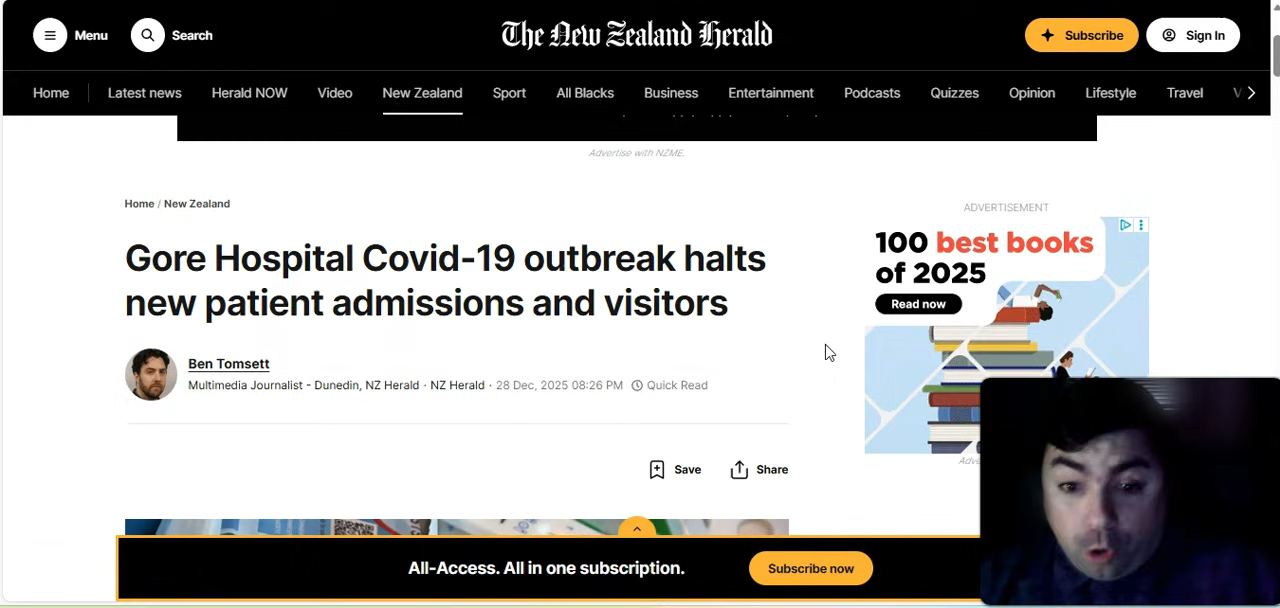 Menu
Search
The New Zealand Herald
Subscribe
Sign In
Home
Latest news
Herald NOW
Video
New Zealand
Sport
All Blacks
Business
Entertainment
Podcasts
Quizzes
Opinion
Lifestyle
Travel
Advertise with NZME.
Home / New Zealand
ADVERTISEMENT
100 best books
of 2025
Read now
Gore Hospital Covid-19 outbreak halts
new patient admissions and visitors
Ben Tomsett
Multimedia Journalist - Dunedin, NZ Herald · NZ Herald · 28 Dec, 2025 08:26 PM Quick Read
Save
Share
All-Access. All in one subscription.
Subscribe now